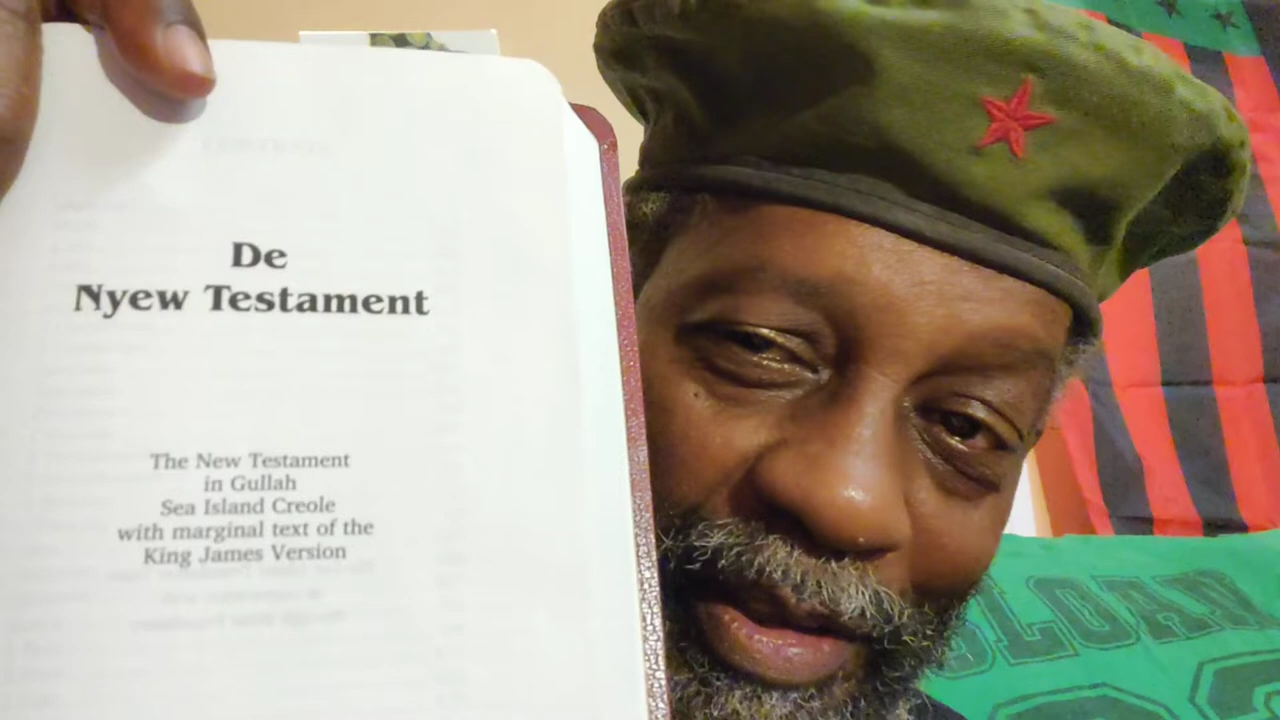 De
Nyew Testament
The New Testament
in Gullah
Sea Island Creole
with marginal text of the
King James Version
SLOAN